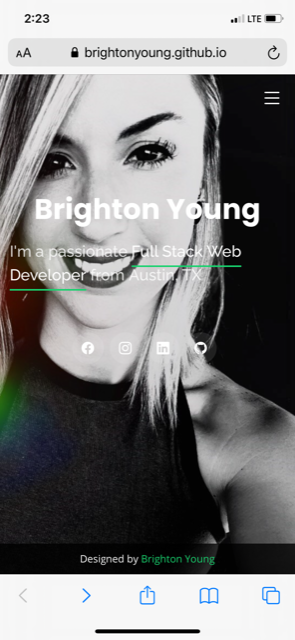 2:23
LTE
AA
brightonyoung.github.io
Brighton Young
I'm a passionate Full Stack Web
Developer from Austin, TX
Designed by Brighton Young